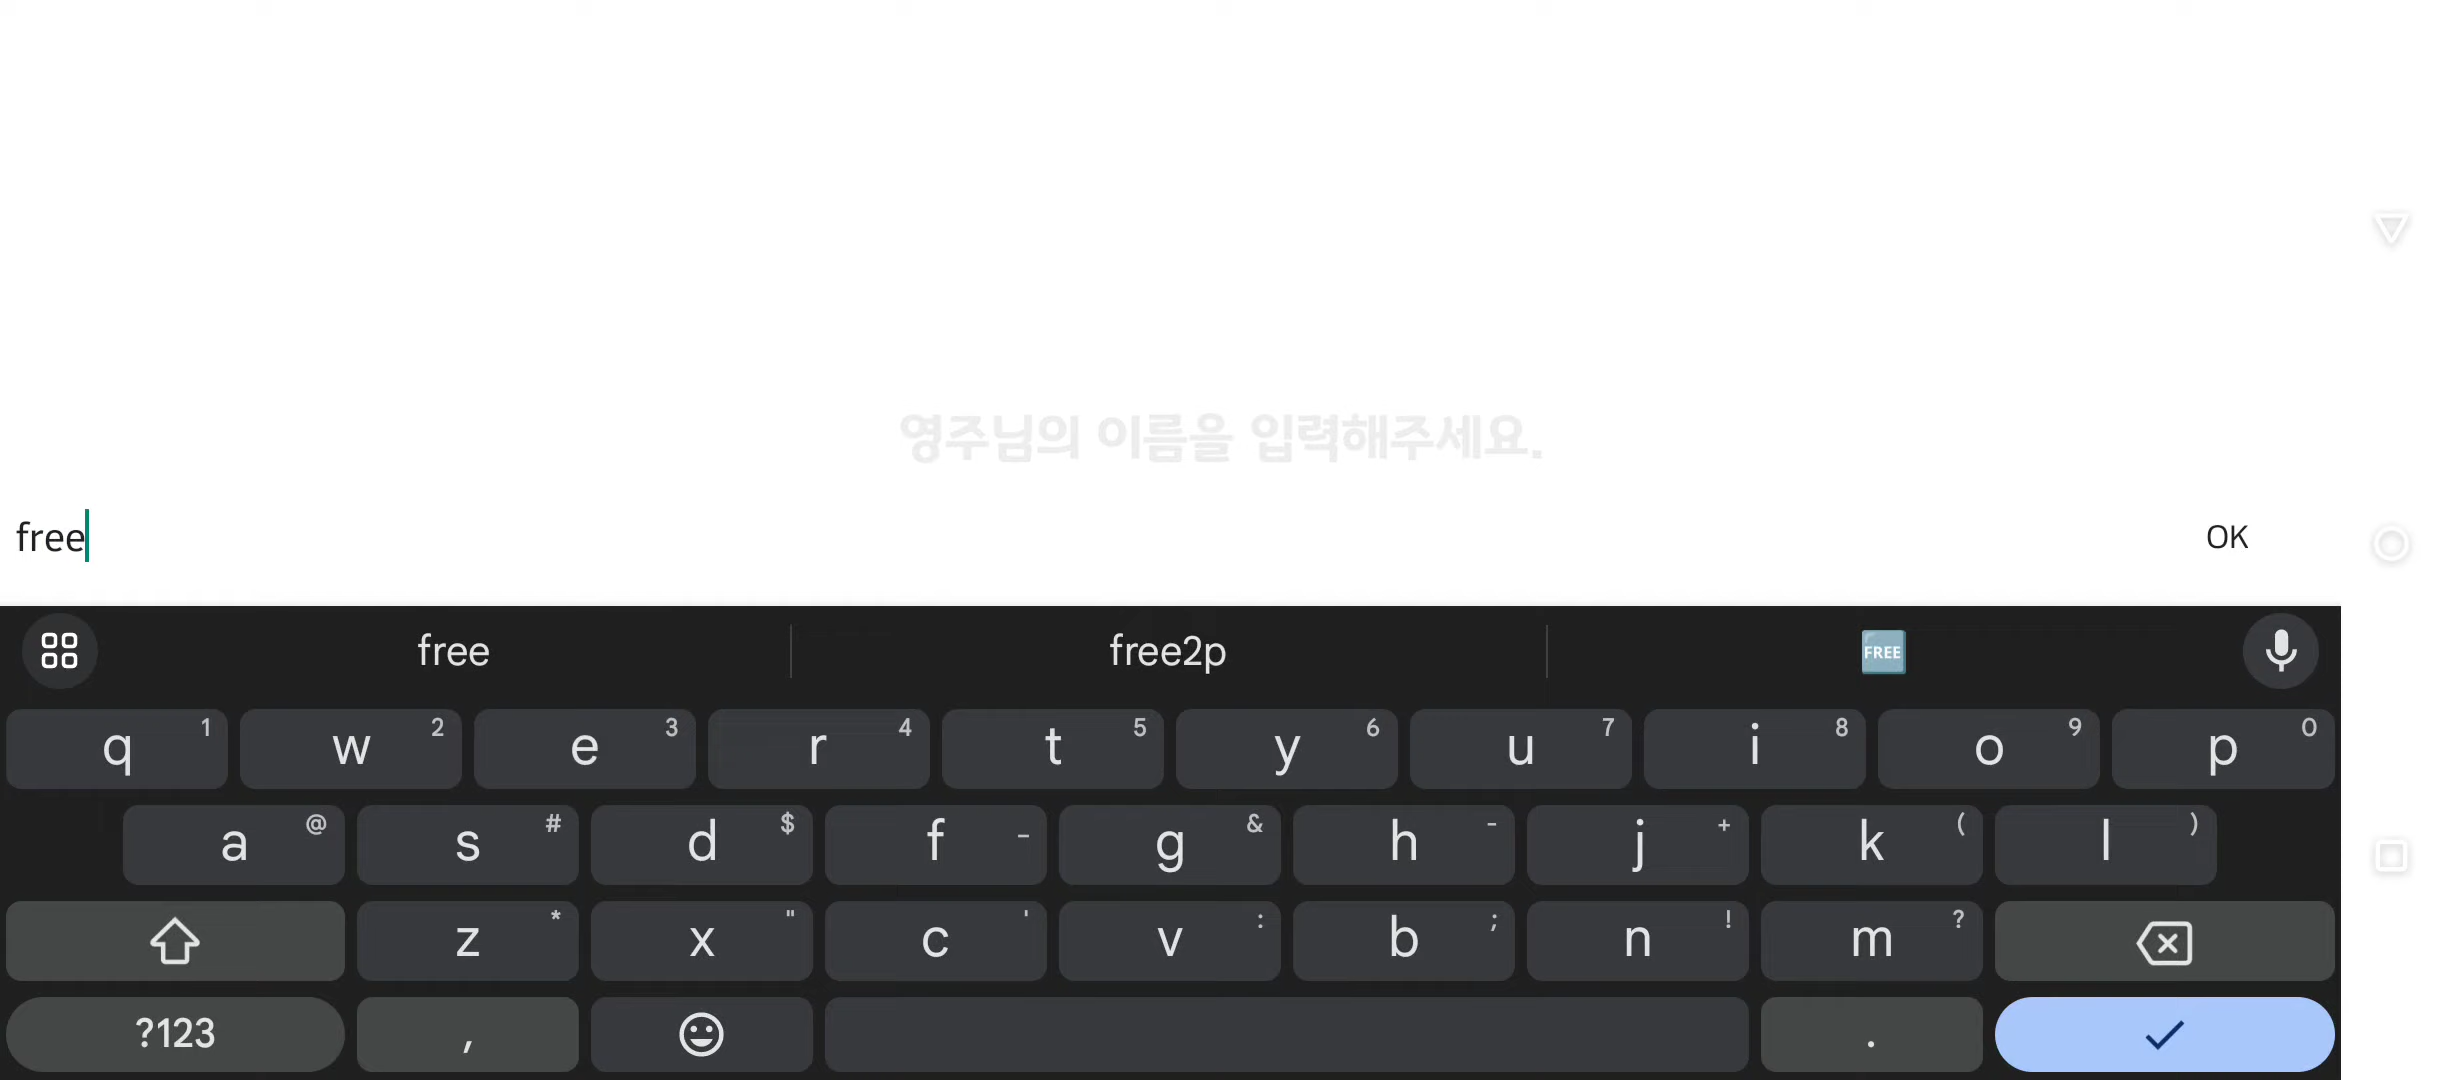 영주님의 이름을 입력해주세요.
free
OK
free free2p FREE
q 1 w 2 e 3 r 4 t 5 y 6 u 7 i 8 o 9 p 0
a @ s # d $ f _ g & h - j + k ( l )
z * x " c ' v : b ; n ! m ?
?123 , .